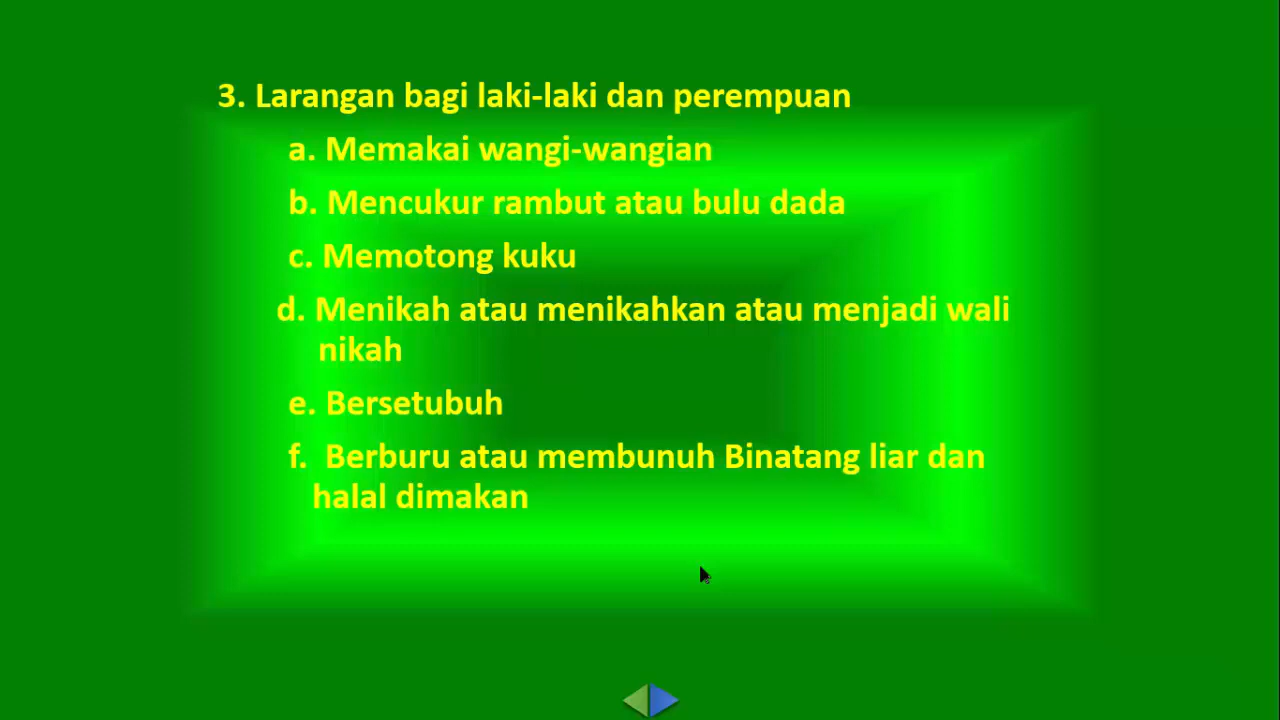 3. Larangan bagi laki-laki dan perempuan
a. Memakai wangi-wangian
b. Mencukur rambut atau bulu dada
c. Memotong kuku
d. Menikah atau menikahkan atau menjadi wali
nikah
e. Bersetubuh
f. Berburu atau membunuh Binatang liar dan
halal dimakan